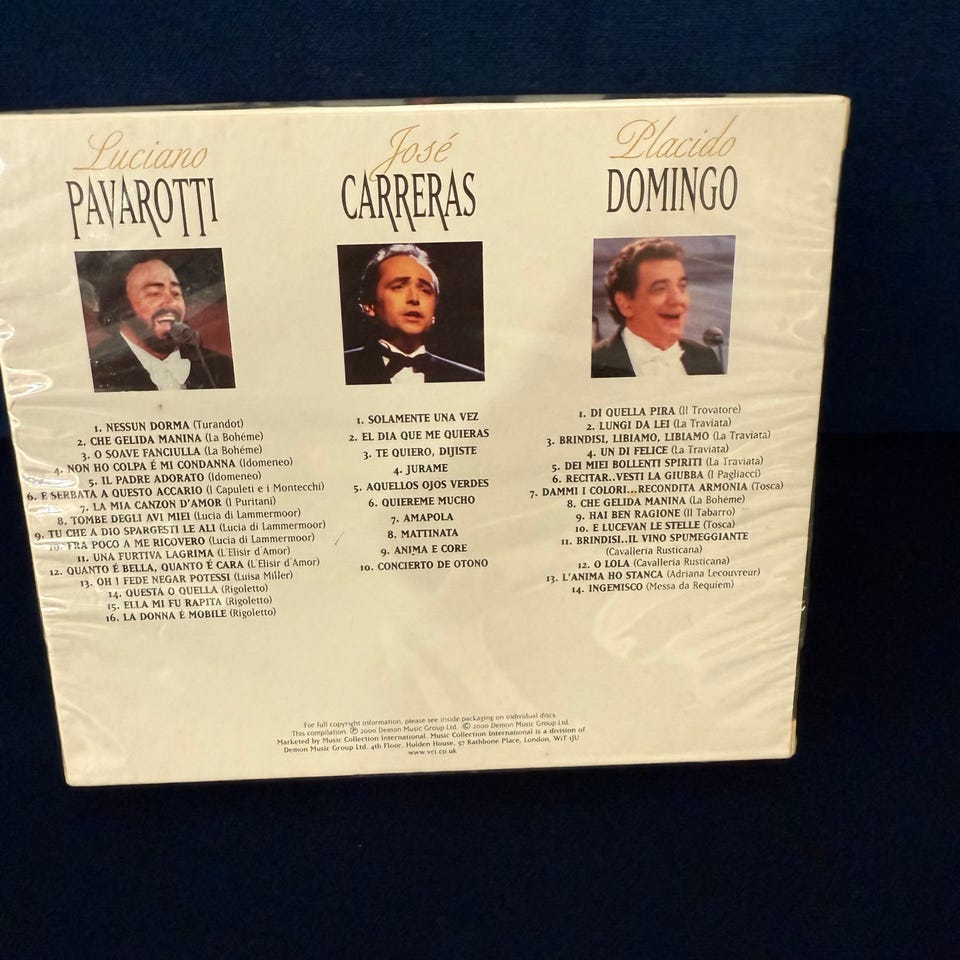 Luciano
PAVAROTTI
1. NESSUN DORMA (Turandot)
2. CHE GELIDA MANINA (La Bohéme)
3. O SOAVE FANCIULLA (La Bohéme)
4. NON HO COLPA É MI CONDANNA (Idomeneo)
5. IL PADRE ADORATO (Idomeneo)
6. E SERBATA A QUESTO ACCARIO (I Capuleti e i Montecchi)
7. LA MIA CANZON D'AMOR (I Puritani)
8. TOMBE DEGLI AVI MIEI (Lucia di Lammermoor)
9. TU CHE A DIO SPARGESTI LE ALI (Lucia di Lammermoor)
10. FRA POCO A ME RICOVERO (Lucia di Lammermoor)
11. UNA FURTIVA LAGRIMA (L'Elisir d'Amor)
12. QUANTO É BELLA, QUANTO É CARA (L'Elisir d'Amor)
13. OH ! FEDE NEGAR POTESSI (Luisa Miller)
14. QUESTA O QUELLA (Rigoletto)
15. ELLA MI FU RAPITA (Rigoletto)
16. LA DONNA É MOBILE (Rigoletto)
José
CARRERAS
1. SOLAMENTE UNA VEZ
2. EL DIA QUE ME QUIERAS
3. TE QUIERO, DIJISTE
4. JURAME
5. AQUELLOS OJOS VERDES
6. QUIEREME MUCHO
7. AMAPOLA
8. MATTINATA
9. ANIMA E CORE
10. CONCIERTO DE OTONO
Placido
DOMINGO
1. DI QUELLA PIRA (Il Trovatore)
2. LUNGI DA LEI (La Traviata)
3. BRINDISI, LIBIAMO, LIBIAMO (La Traviata)
4. UN DI FELICE (La Traviata)
5. DEI MIEI BOLLENTI SPIRITI (La Traviata)
6. RECITAR..VESTI LA GIUBBA (I Pagliacci)
7. DAMMI I COLORI...RECONDITA ARMONIA (Tosca)
8. CHE GELIDA MANINA (La Bohéme)
9. HAI BEN RAGIONE (Il Tabarro)
10. E LUCEVAN LE STELLE (Tosca)
11. BRINDISI..IL VINO SPUMEGGIANTE
(Cavalleria Rusticana)
12. O LOLA (Cavalleria Rusticana)
13. L'ANIMA HO STANCA (Adriana Lecouvreur)
14. INGEMISCO (Messa da Requiem)
For full copyright information, please see inside packaging on individual discs
This compilation. ℗ 2000 Demon Music Group Ltd. © 2000 Demon Music Group Ltd.
Marketed by Music Collection International. Music Collection International is a division of
Demon Music Group Ltd. 4th Floor, Holden House, 57 Rathbone Place, London, W1T 1JU
www.vci.co.uk